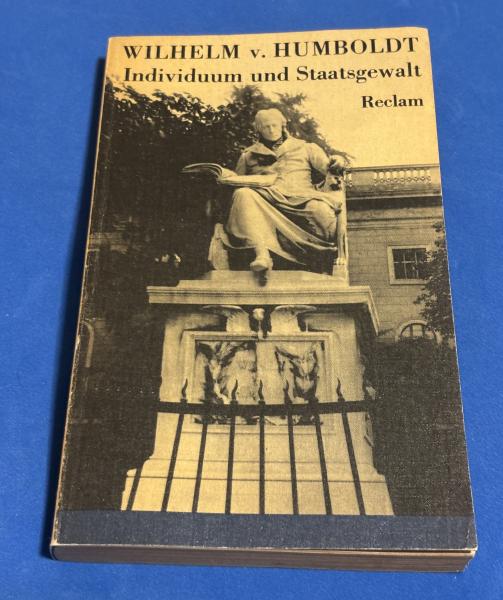 WILHELM v. HUMBOLDT
Individuum und Staatsgewalt
Reclam